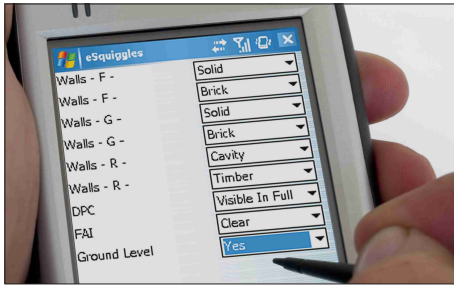 eSquiggles
Walls - F - Solid
Walls - F - Brick
Walls - G - Solid
Walls - G - Brick
Walls - R - Cavity
Walls - R - Timber
DPC Visible In Full
FAI Clear
Ground Level Yes